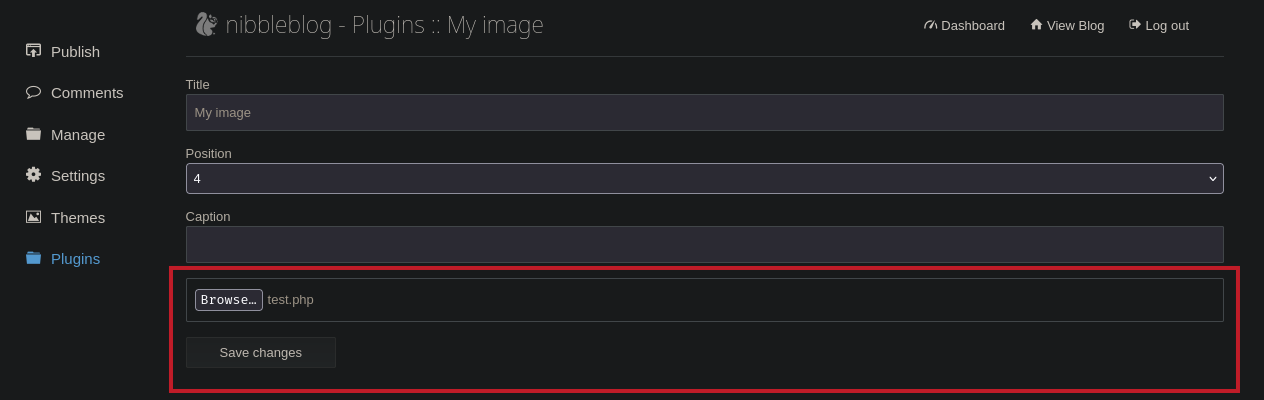 nibbleblog - Plugins :: My image
Dashboard View Blog Log out
Publish
Comments
Manage
Settings
Themes
Plugins
Title
My image
Position
4
Caption
Browse… test.php
Save changes